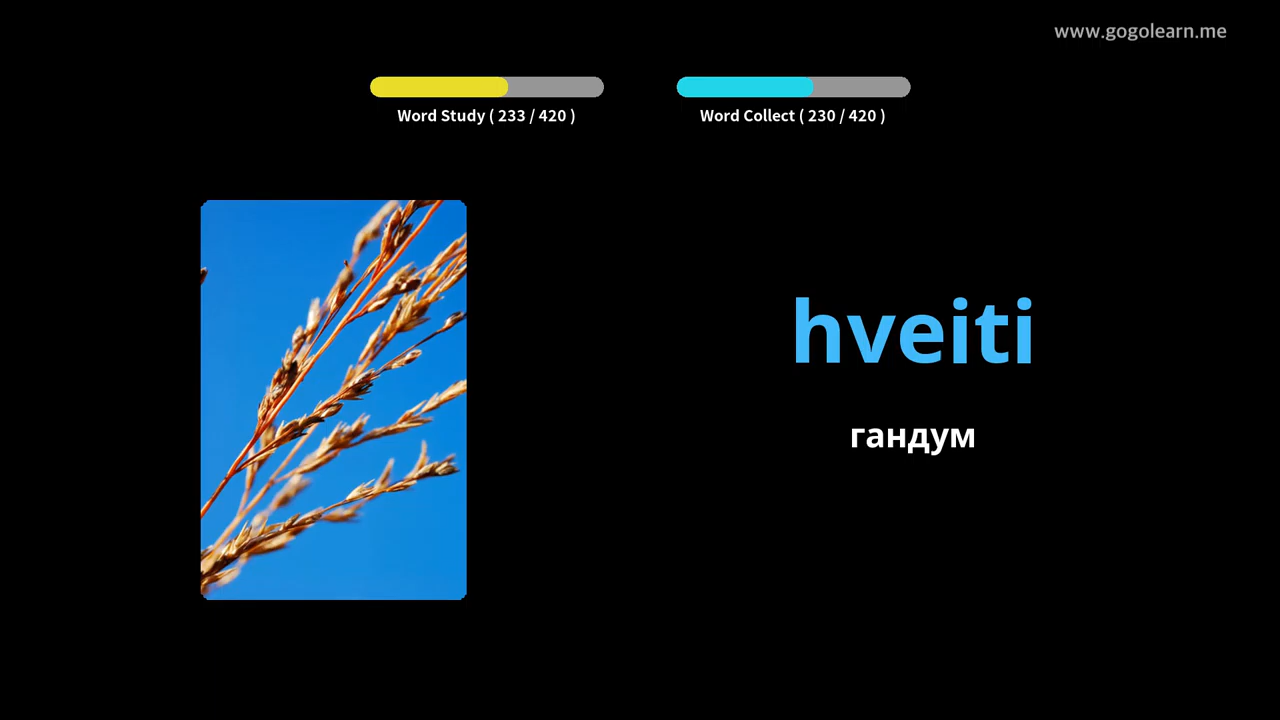 www.gogolearn.me
Word Study ( 233 / 420 )
Word Collect ( 230 / 420 )
hveiti
гандум